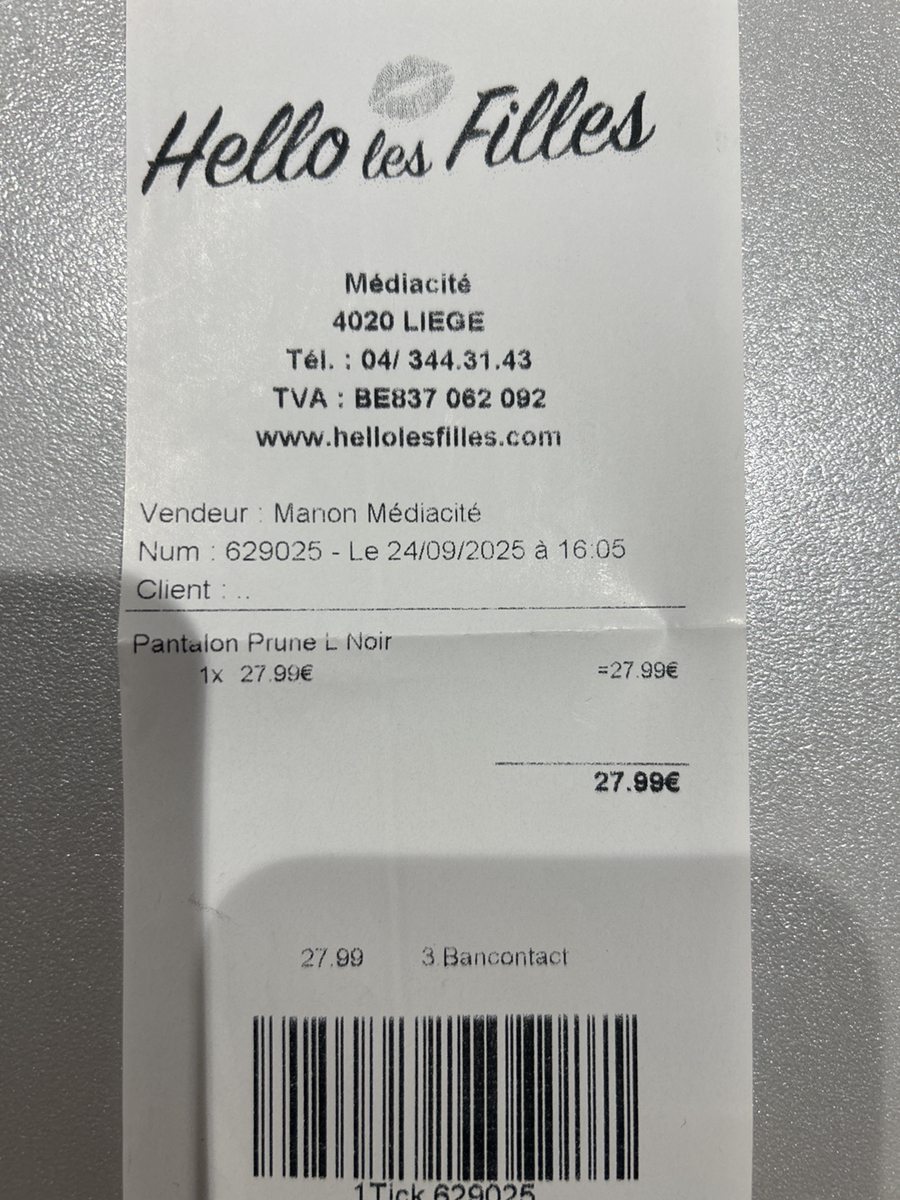 Hello les Filles
Médiacité
4020 LIEGE
Tél. : 04/ 344.31.43
TVA : BE837 062 092
www.hellolesfilles.com
Vendeur : Manon Médiacité
Num : 629025 - Le 24/09/2025 à 16:05
Client : ..
Pantalon Prune L Noir
1x 27.99€ =27.99€
27.99€
27.99 3.Bancontact
1Tick 629025